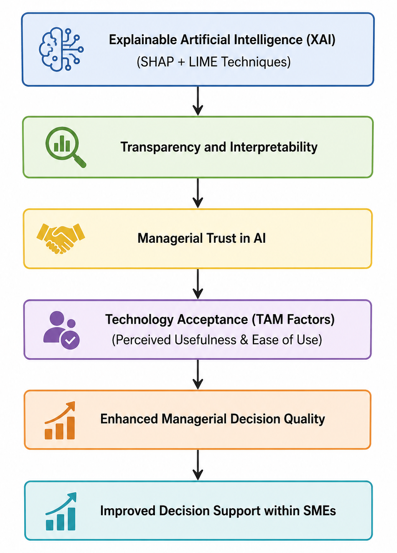 Explainable Artificial Intelligence (XAI)
(SHAP + LIME Techniques)
Transparency and Interpretability
Managerial Trust in AI
Technology Acceptance (TAM Factors)
(Perceived Usefulness & Ease of Use)
Enhanced Managerial Decision Quality
Improved Decision Support within SMEs